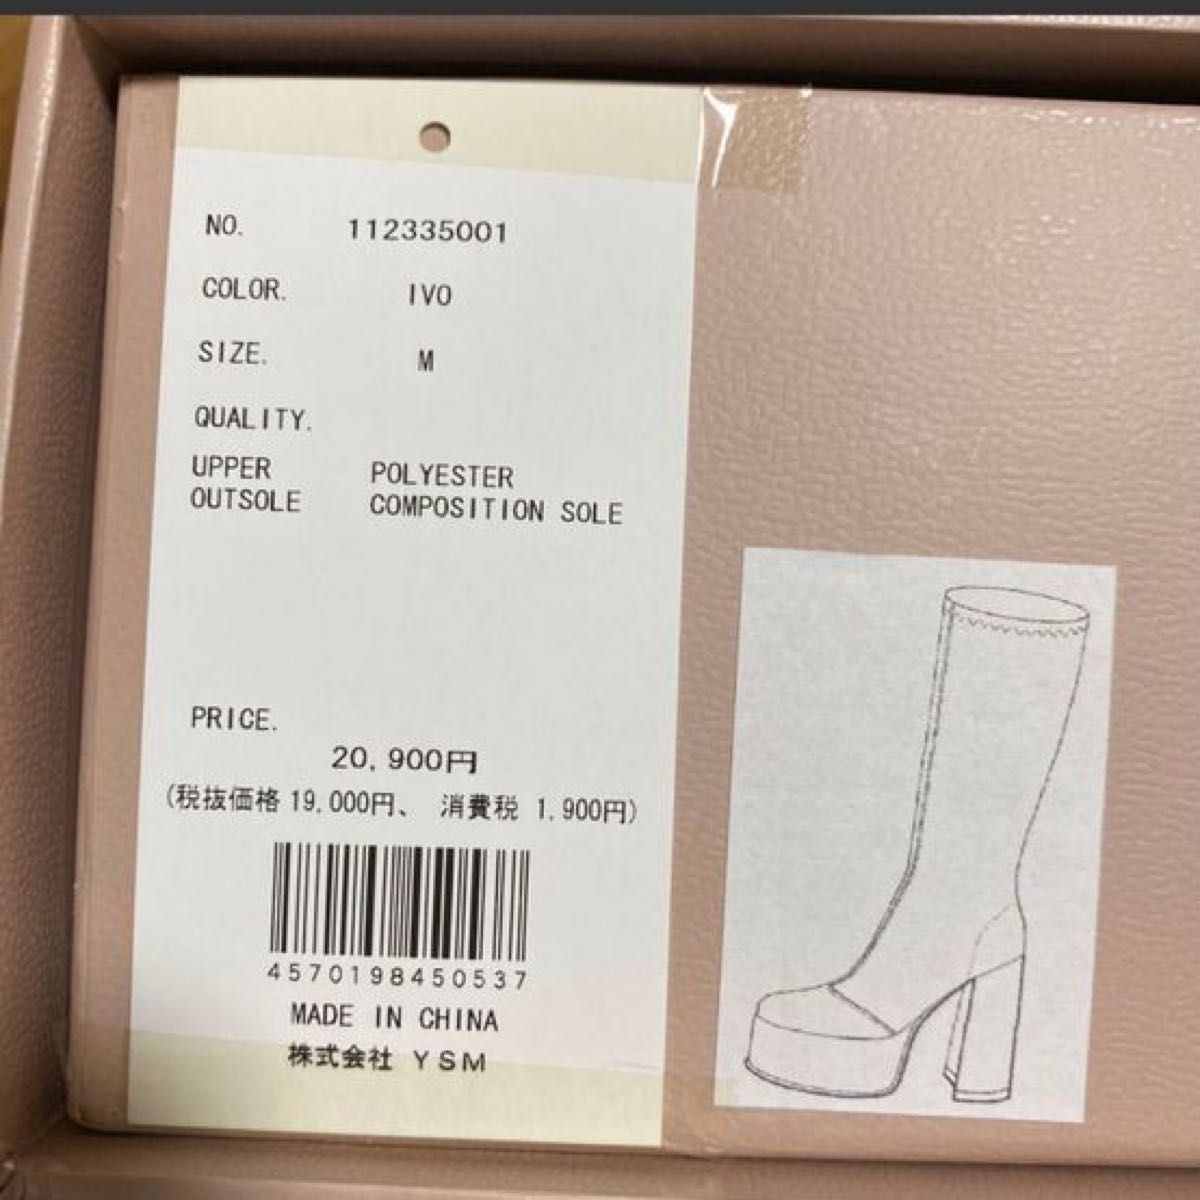 NO. 112335001
COLOR. IVO
SIZE. M
QUALITY.
UPPER POLYESTER
OUTSOLE COMPOSITION SOLE
PRICE.
20,900円
(税抜価格 19,000円、 消費税 1,900円)
4570198450537
MADE IN CHINA
株式会社 YSM